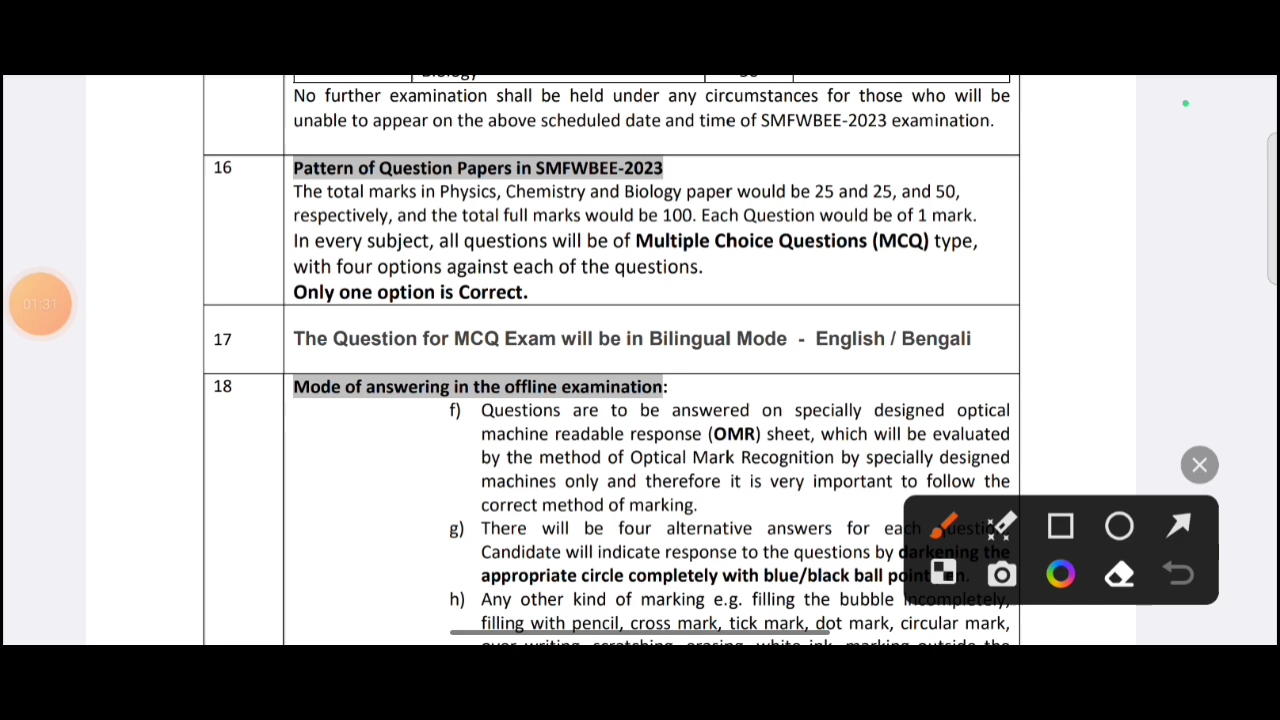 No further examination shall be held under any circumstances for those who will be
unable to appear on the above scheduled date and time of SMFWBEE-2023 examination.
16
Pattern of Question Papers in SMFWBEE-2023
The total marks in Physics, Chemistry and Biology paper would be 25 and 25, and 50,
respectively, and the total full marks would be 100. Each Question would be of 1 mark.
In every subject, all questions will be of Multiple Choice Questions (MCQ) type,
with four options against each of the questions.
Only one option is Correct.
01:31
17
The Question for MCQ Exam will be in Bilingual Mode - English / Bengali
18
Mode of answering in the offline examination:
f) Questions are to be answered on specially designed optical
machine readable response (OMR) sheet, which will be evaluated
by the method of Optical Mark Recognition by specially designed
machines only and therefore it is very important to follow the
correct method of marking.
g) There will be four alternative answers for each
Candidate will indicate response to the questions by darkening the
appropriate circle completely with blue/black ball point
h) Any other kind of marking e.g. filling the bubble incompletely,
filling with pencil, cross mark, tick mark, dot mark, circular mark,